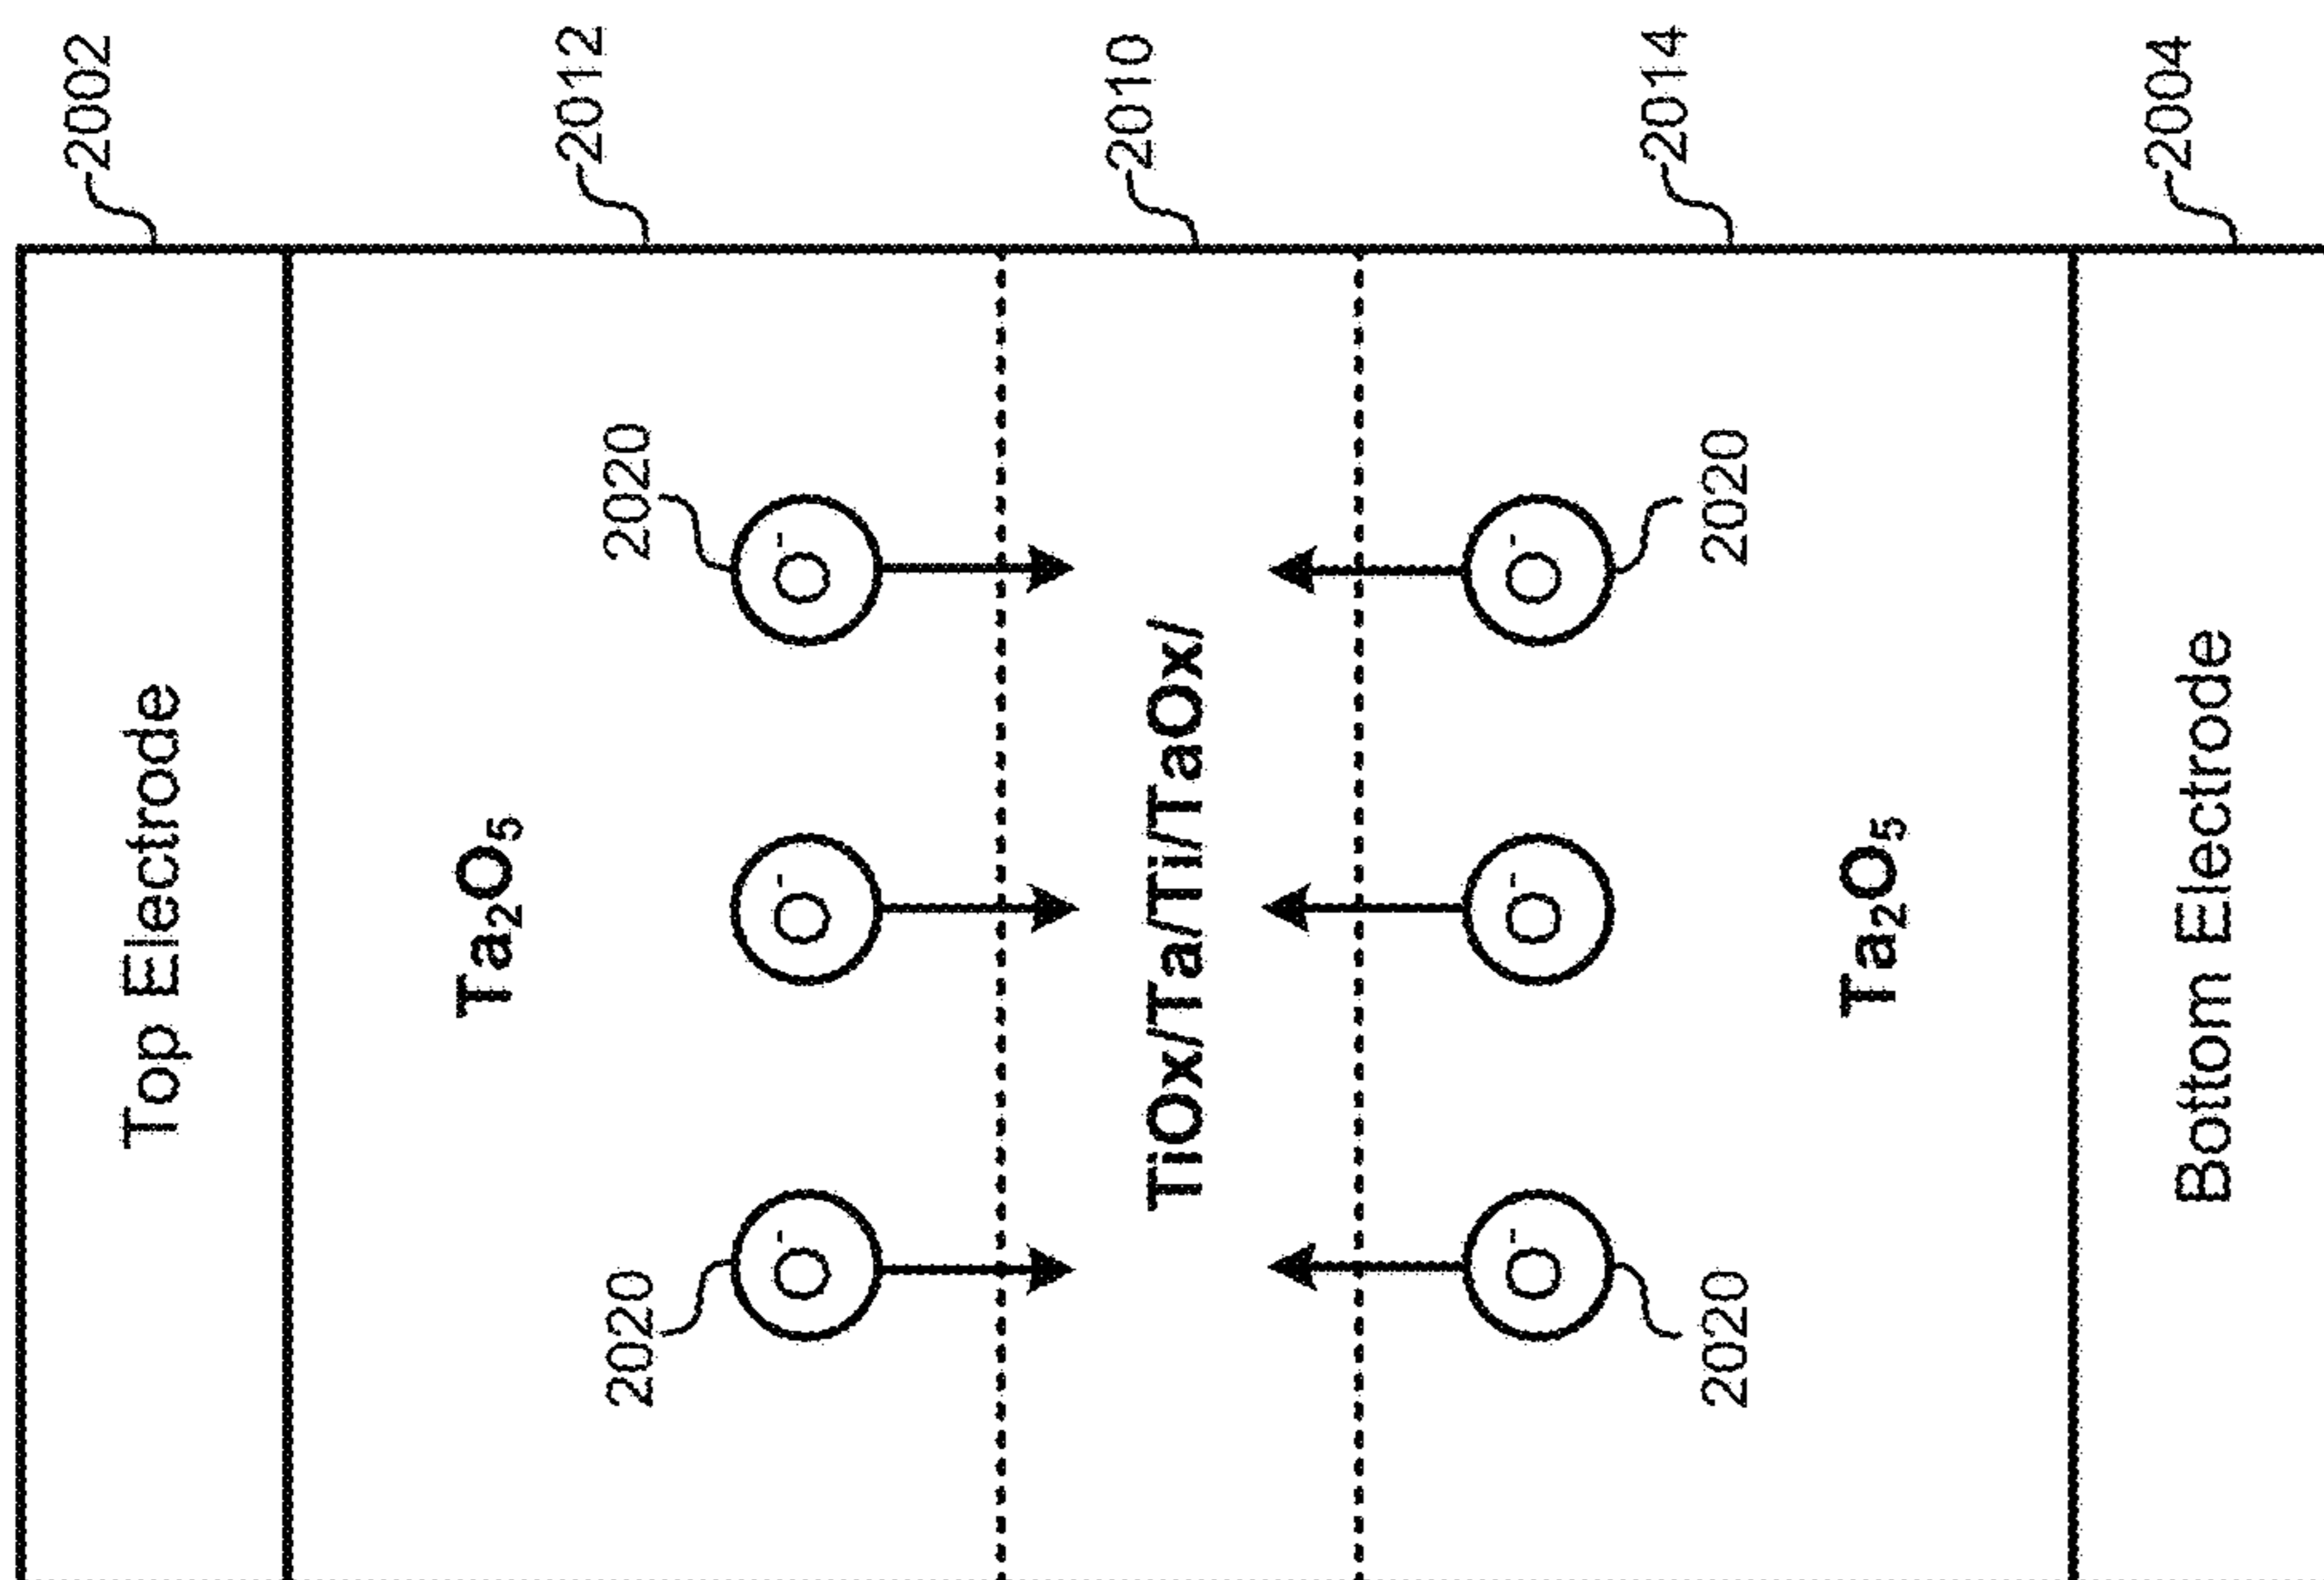 2002
Top Electrode
2012
Ta₂O₅
2020
2020
O⁻
O⁻
O⁻
2010
TiOx/Ta/Ti/TaOx/
O⁻
O⁻
O⁻
2014
2020
2020
Ta₂O₅
2004
Bottom Electrode